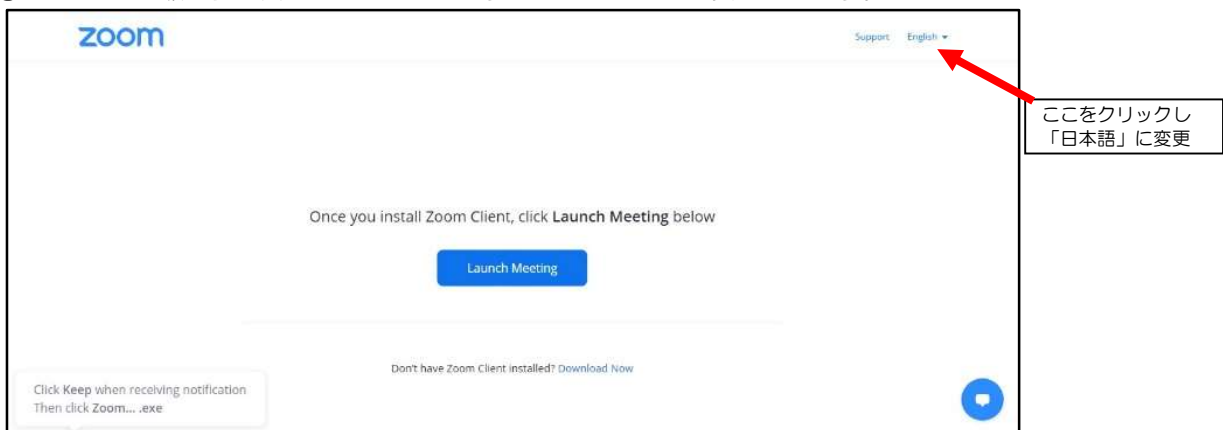 zoom
Support English
ここをクリックし
「日本語」に変更
Once you install Zoom Client, click Launch Meeting below
Launch Meeting
Don't have Zoom Client installed? Download Now
Click Keep when receiving notification
Then click Zoom... .exe